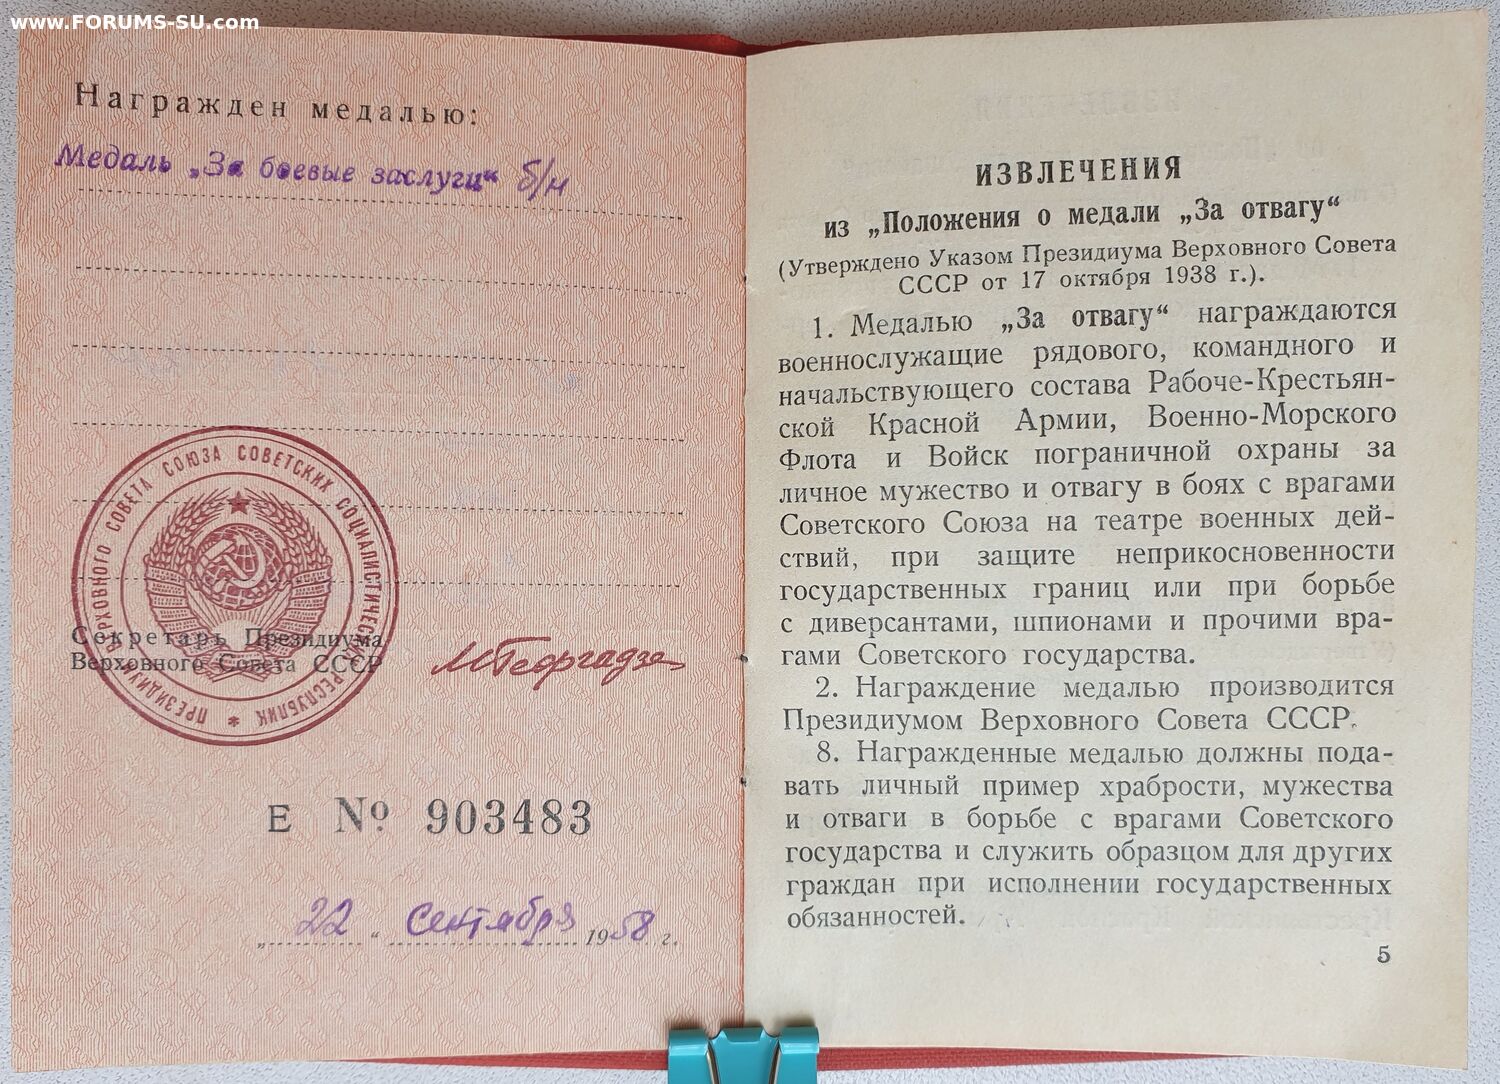 www.FORUMS-SU.com
Награжден медалью:
Медаль „За боевые заслуги“ б/н
ПРЕЗИДИУМ ВЕРХОВНОГО СОВЕТА СОЮЗА СОВЕТСКИХ СОЦИАЛИСТИЧЕСКИХ РЕСПУБЛИК *
Секретарь Президиума
Верховного Совета СССР
МГеоргадзе
Е № 903483
„ 22 “ сентября 1958 г.
ИЗВЛЕЧЕНИЯ
из „Положения о медали „За отвагу“
(Утверждено Указом Президиума Верховного Совета
СССР от 17 октября 1938 г.).
1. Медалью „За отвагу“ награждаются
военнослужащие рядового, командного и
начальствующего состава Рабоче-Крестьян-
ской Красной Армии, Военно-Морского
Флота и Войск пограничной охраны за
личное мужество и отвагу в боях с врагами
Советского Союза на театре военных дей-
ствий, при защите неприкосновенности
государственных границ или при борьбе
с диверсантами, шпионами и прочими вра-
гами Советского государства.
2. Награждение медалью производится
Президиумом Верховного Совета СССР.
8. Награжденные медалью должны пода-
вать личный пример храбрости, мужества
и отваги в борьбе с врагами Советского
государства и служить образцом для других
граждан при исполнении государственных
обязанностей.
5